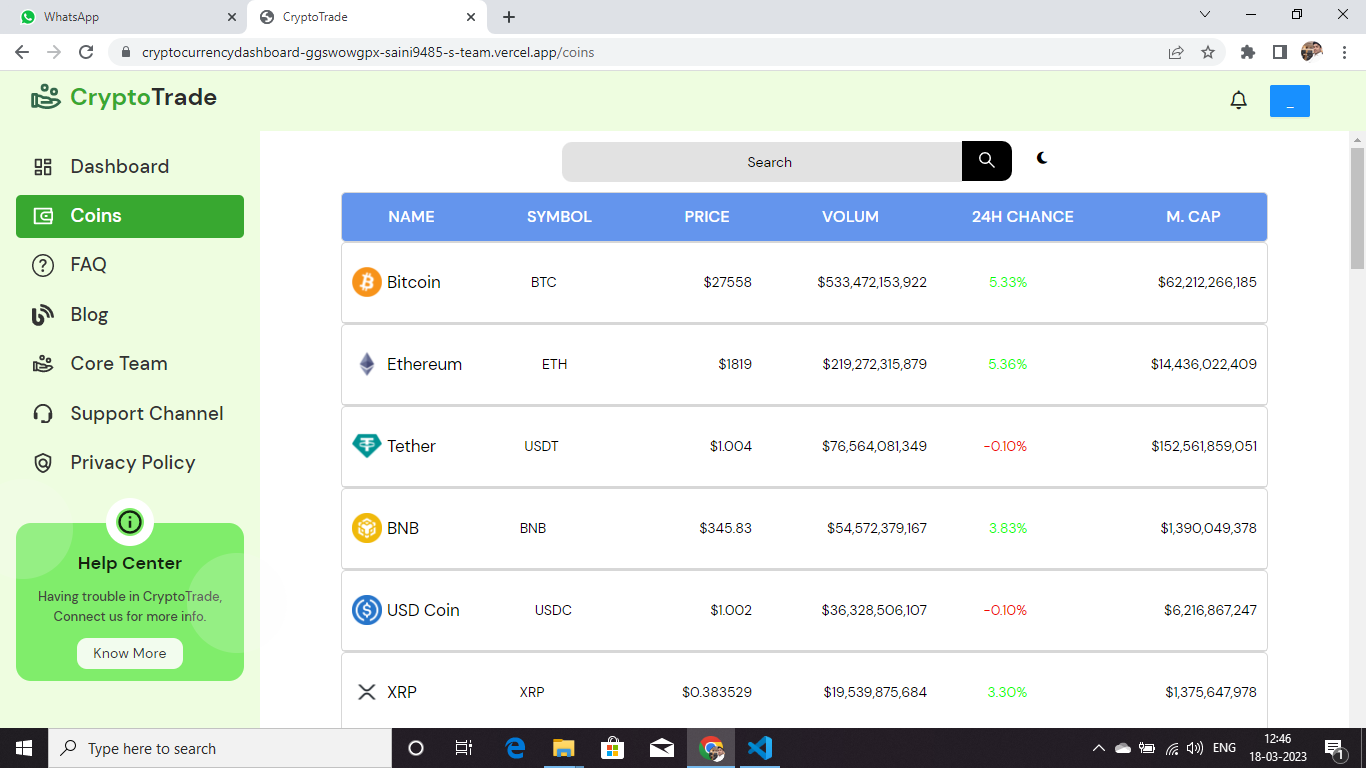 WhatsApp
CryptoTrade
cryptocurrencydashboard-ggswowgpx-saini9485-s-team.vercel.app/coins
CryptoTrade
_
Dashboard
Coins
FAQ
Blog
Core Team
Support Channel
Privacy Policy
Help Center
Having trouble in CryptoTrade,
Connect us for more info.
Know More
Search
NAME SYMBOL PRICE VOLUM 24H CHANCE M. CAP
Bitcoin BTC $27558 $533,472,153,922 5.33% $62,212,266,185
Ethereum ETH $1819 $219,272,315,879 5.36% $14,436,022,409
Tether USDT $1.004 $76,564,081,349 -0.10% $152,561,859,051
BNB BNB $345.83 $54,572,379,167 3.83% $1,390,049,378
USD Coin USDC $1.002 $36,328,506,107 -0.10% $6,216,867,247
XRP XRP $0.383529 $19,539,875,684 3.30% $1,375,647,978
Type here to search
ENG
12:46
18-03-2023
1